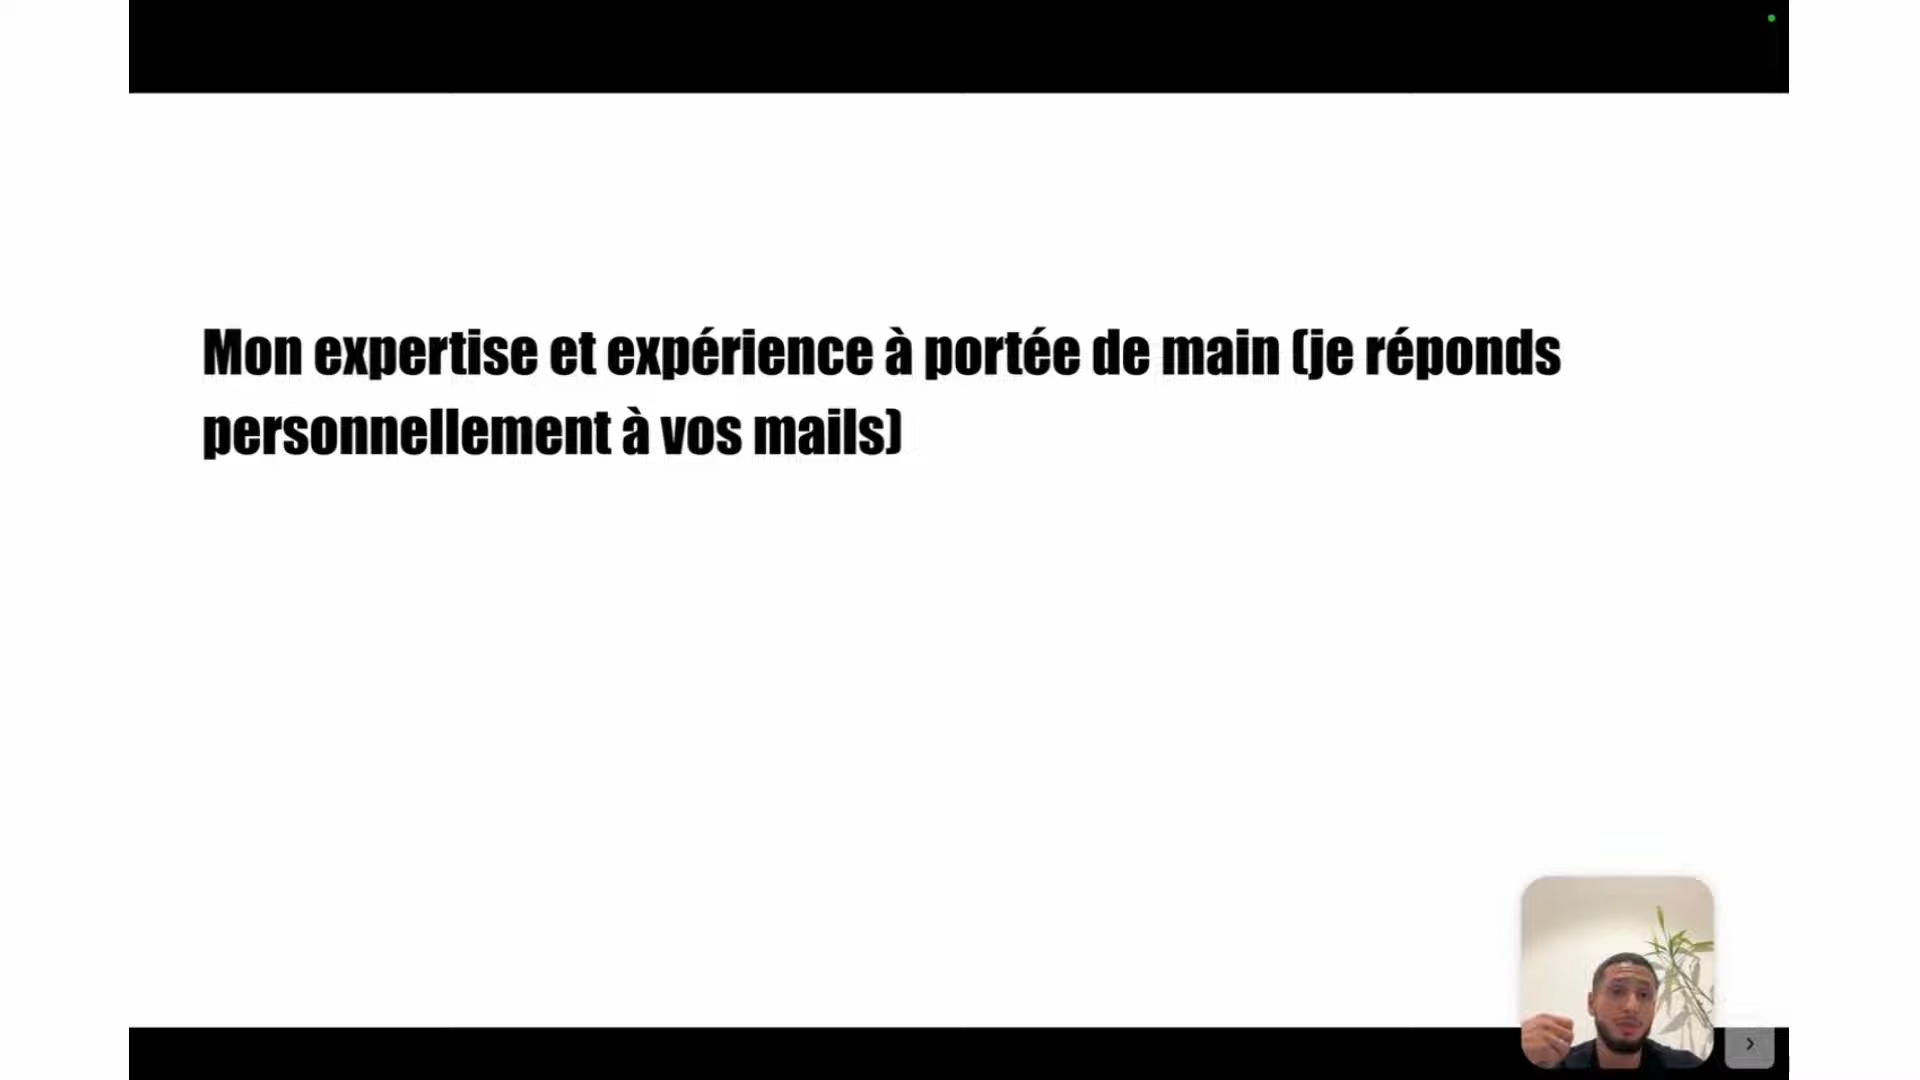 Mon expertise et expérience à portée de main (je réponds
personnellement à vos mails)